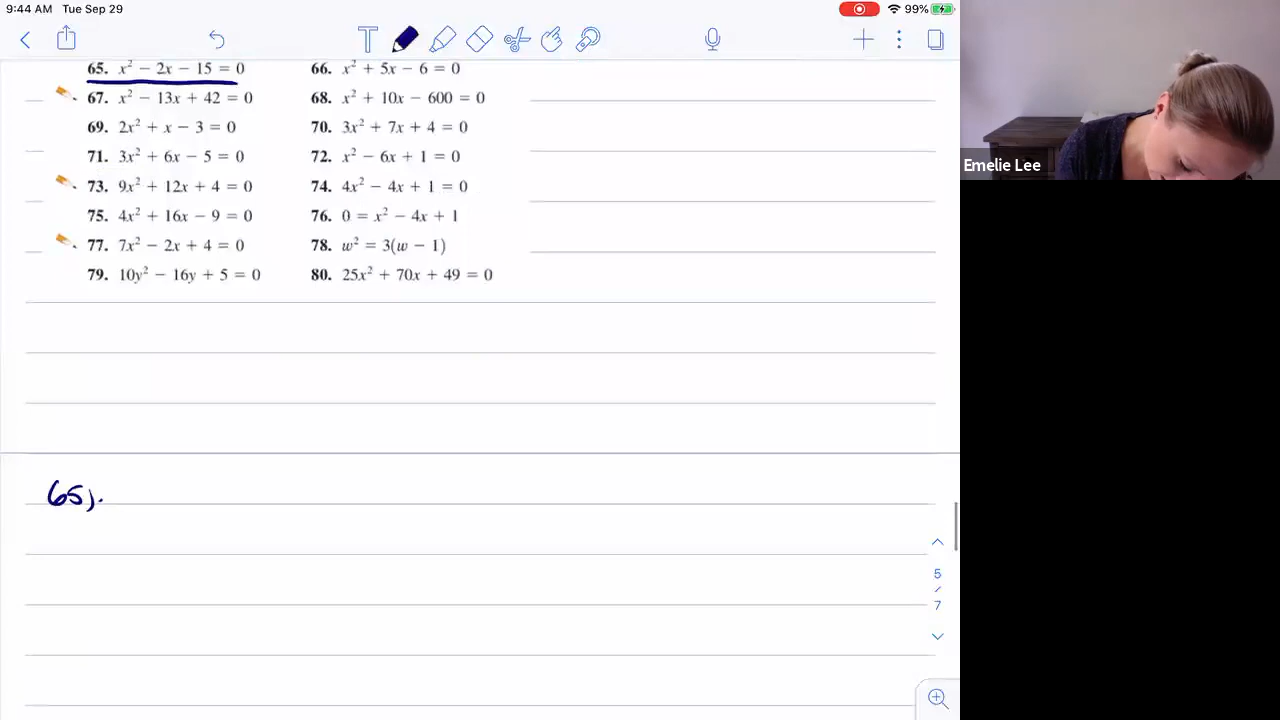 9:44 AM Tue Sep 29
99%
65. x² − 2x − 15 = 0 66. x² + 5x − 6 = 0
67. x² − 13x + 42 = 0 68. x² + 10x − 600 = 0
69. 2x² + x − 3 = 0 70. 3x² + 7x + 4 = 0
71. 3x² + 6x − 5 = 0 72. x² − 6x + 1 = 0
73. 9x² + 12x + 4 = 0 74. 4x² − 4x + 1 = 0
75. 4x² + 16x − 9 = 0 76. 0 = x² − 4x + 1
77. 7x² − 2x + 4 = 0 78. w² = 3(w − 1)
79. 10y² − 16y + 5 = 0 80. 25x² + 70x + 49 = 0
65).
5
/
7
Emelie Lee